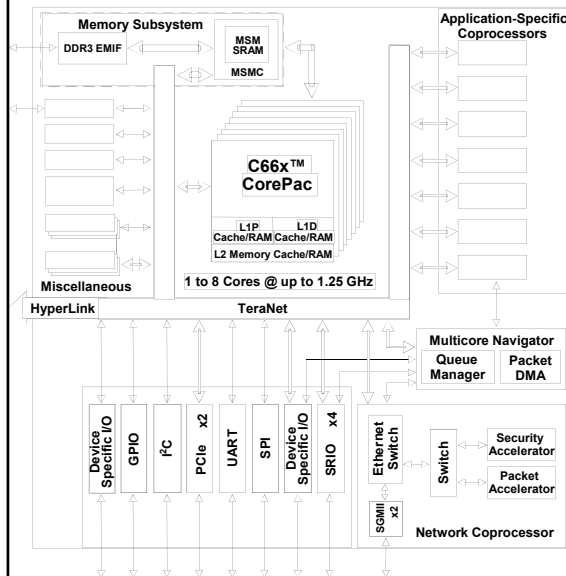 Memory Subsystem
DDR3 EMIF
MSM
SRAM
MSMC
Application-Specific
Coprocessors
C66x™
CorePac
L1P
Cache/RAM
L1D
Cache/RAM
L2 Memory Cache/RAM
Miscellaneous
1 to 8 Cores @ up to 1.25 GHz
HyperLink
TeraNet
Multicore Navigator
Queue
Manager
Packet
DMA
Device
Specific I/O
GPIO
I²C
PCIe x2
UART
SPI
Device
Specific I/O
SRIO x4
Ethernet
Switch
SGMII
x2
Switch
Security
Accelerator
Packet
Accelerator
Network Coprocessor